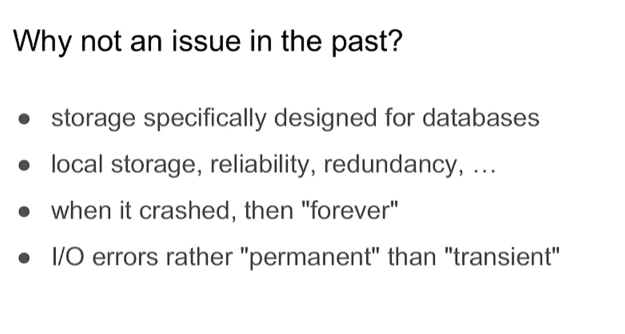 Why not an issue in the past?
● storage specifically designed for databases
● local storage, reliability, redundancy, …
● when it crashed, then "forever"
● I/O errors rather "permanent" than "transient"